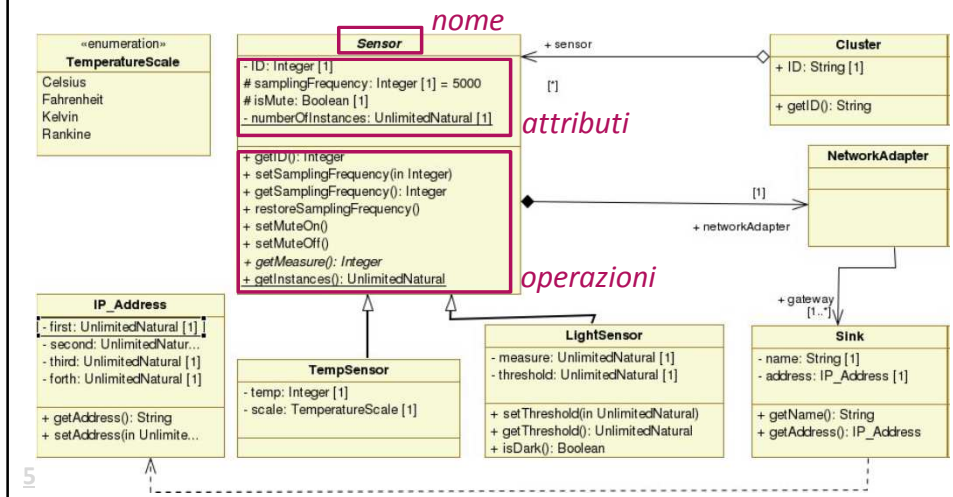 nome
«enumeration»
TemperatureScale
Celsius
Fahrenheit
Kelvin
Rankine
Sensor
- ID: Integer [1]
# samplingFrequency: Integer [1] = 5000
# isMute: Boolean [1]
- numberOfInstances: UnlimitedNatural [1]
attributi
+ getID(): Integer
+ setSamplingFrequency(in Integer)
+ getSamplingFrequency(): Integer
+ restoreSamplingFrequency()
+ setMuteOn()
+ setMuteOff()
+ getMeasure(): Integer
+ getInstances(): UnlimitedNatural
operazioni
+ sensor
[*]
Cluster
+ ID: String [1]
+ getID(): String
NetworkAdapter
[1]
+ networkAdapter
+ gateway
[1..*]
IP_Address
- first: UnlimitedNatural [1]
- second: UnlimitedNatur...
- third: UnlimitedNatural [1]
- forth: UnlimitedNatural [1]
+ getAddress(): String
+ setAddress(in Unlimite...
TempSensor
- temp: Integer [1]
- scale: TemperatureScale [1]
LightSensor
- measure: UnlimitedNatural [1]
- threshold: UnlimitedNatural [1]
+ setThreshold(in UnlimitedNatural)
+ getThreshold(): UnlimitedNatural
+ isDark(): Boolean
Sink
- name: String [1]
- address: IP_Address [1]
+ getName(): String
+ getAddress(): IP_Address
5